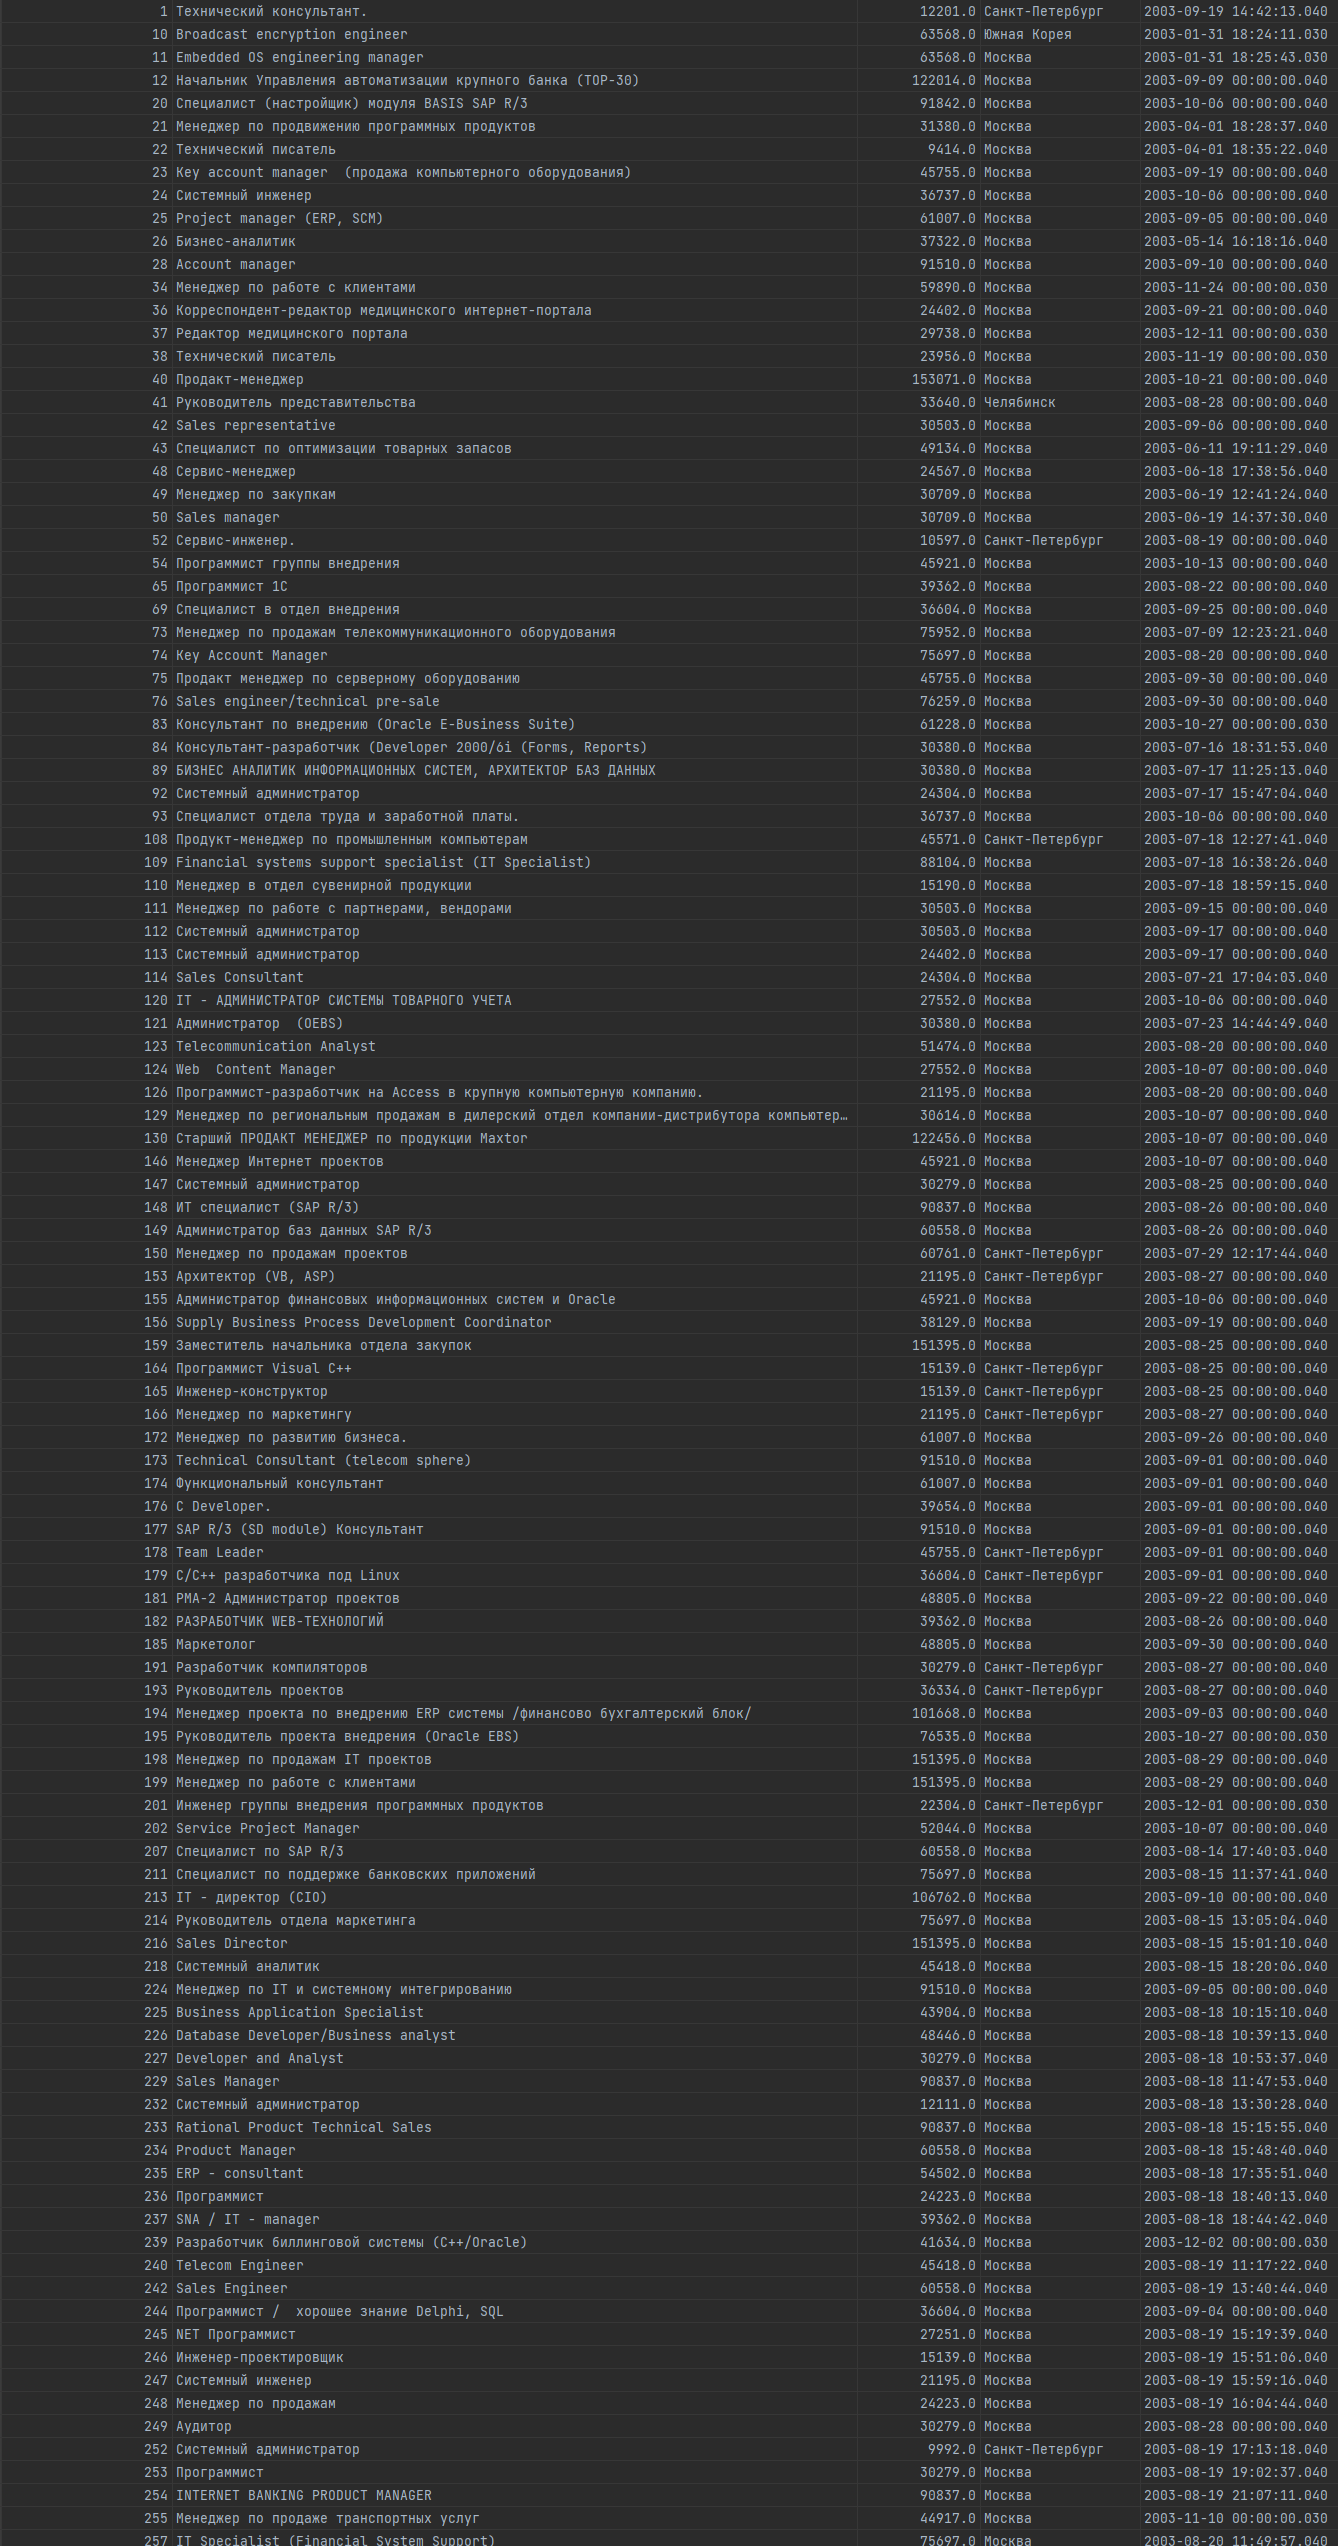 1 Технический консультант. 12201.0 Санкт-Петербург 2003-09-19 14:42:13.040
10 Broadcast encryption engineer 63568.0 Южная Корея 2003-01-31 18:24:11.030
11 Embedded OS engineering manager 63568.0 Москва 2003-01-31 18:25:43.030
12 Начальник Управления автоматизации крупного банка (TOP-30) 122014.0 Москва 2003-09-09 00:00:00.040
20 Специалист (настройщик) модуля BASIS SAP R/3 91842.0 Москва 2003-10-06 00:00:00.040
21 Менеджер по продвижению программных продуктов 31380.0 Москва 2003-04-01 18:28:37.040
22 Технический писатель 9414.0 Москва 2003-04-01 18:35:22.040
23 Key account manager  (продажа компьютерного оборудования) 45755.0 Москва 2003-09-19 00:00:00.040
24 Системный инженер 36737.0 Москва 2003-10-06 00:00:00.040
25 Project manager (ERP, SCM) 61007.0 Москва 2003-09-05 00:00:00.040
26 Бизнес-аналитик 37322.0 Москва 2003-05-14 16:18:16.040
28 Account manager 91510.0 Москва 2003-09-10 00:00:00.040
34 Менеджер по работе с клиентами 59890.0 Москва 2003-11-24 00:00:00.030
36 Корреспондент-редактор медицинского интернет-портала 24402.0 Москва 2003-09-21 00:00:00.040
37 Редактор медицинского портала 29738.0 Москва 2003-12-11 00:00:00.030
38 Технический писатель 23956.0 Москва 2003-11-19 00:00:00.030
40 Продакт-менеджер 153071.0 Москва 2003-10-21 00:00:00.040
41 Руководитель представительства 33640.0 Челябинск 2003-08-28 00:00:00.040
42 Sales representative 30503.0 Москва 2003-09-06 00:00:00.040
43 Специалист по оптимизации товарных запасов 49134.0 Москва 2003-06-11 19:11:29.040
48 Сервис-менеджер 24567.0 Москва 2003-06-18 17:38:56.040
49 Менеджер по закупкам 30709.0 Москва 2003-06-19 12:41:24.040
50 Sales manager 30709.0 Москва 2003-06-19 14:37:30.040
52 Сервис-инженер. 10597.0 Санкт-Петербург 2003-08-19 00:00:00.040
54 Программист группы внедрения 45921.0 Москва 2003-10-13 00:00:00.040
65 Программист 1С 39362.0 Москва 2003-08-22 00:00:00.040
69 Специалист в отдел внедрения 36604.0 Москва 2003-09-25 00:00:00.040
73 Менеджер по продажам телекоммуникационного оборудования 75952.0 Москва 2003-07-09 12:23:21.040
74 Key Account Manager 75697.0 Москва 2003-08-20 00:00:00.040
75 Продакт менеджер по серверному оборудованию 45755.0 Москва 2003-09-30 00:00:00.040
76 Sales engineer/technical pre-sale 76259.0 Москва 2003-09-30 00:00:00.040
83 Консультант по внедрению (Oracle E-Business Suite) 61228.0 Москва 2003-10-27 00:00:00.030
84 Консультант-разработчик (Developer 2000/6i (Forms, Reports) 30380.0 Москва 2003-07-16 18:31:53.040
89 БИЗНЕС АНАЛИТИК ИНФОРМАЦИОННЫХ СИСТЕМ, АРХИТЕКТОР БАЗ ДАННЫХ 30380.0 Москва 2003-07-17 11:25:13.040
92 Системный администратор 24304.0 Москва 2003-07-17 15:47:04.040
93 Специалист отдела труда и заработной платы. 36737.0 Москва 2003-10-06 00:00:00.040
108 Продукт-менеджер по промышленным компьютерам 45571.0 Санкт-Петербург 2003-07-18 12:27:41.040
109 Financial systems support specialist (IT Specialist) 88104.0 Москва 2003-07-18 16:38:26.040
110 Менеджер в отдел сувенирной продукции 15190.0 Москва 2003-07-18 18:59:15.040
111 Менеджер по работе с партнерами, вендорами 30503.0 Москва 2003-09-15 00:00:00.040
112 Системный администратор 30503.0 Москва 2003-09-17 00:00:00.040
113 Системный администратор 24402.0 Москва 2003-09-17 00:00:00.040
114 Sales Consultant 24304.0 Москва 2003-07-21 17:04:03.040
120 IT - АДМИНИСТРАТОР СИСТЕМЫ ТОВАРНОГО УЧЕТА 27552.0 Москва 2003-10-06 00:00:00.040
121 Администратор  (OEBS) 30380.0 Москва 2003-07-23 14:44:49.040
123 Telecommunication Analyst 51474.0 Москва 2003-08-20 00:00:00.040
124 Web  Content Manager 27552.0 Москва 2003-10-07 00:00:00.040
126 Программист-разработчик на Access в крупную компьютерную компанию. 21195.0 Москва 2003-08-20 00:00:00.040
129 Менеджер по региональным продажам в дилерский отдел компании-дистрибутора компьютер… 30614.0 Москва 2003-10-07 00:00:00.040
130 Старший ПРОДАКТ МЕНЕДЖЕР по продукции Maxtor 122456.0 Москва 2003-10-07 00:00:00.040
146 Менеджер Интернет проектов 45921.0 Москва 2003-10-07 00:00:00.040
147 Системный администратор 30279.0 Москва 2003-08-25 00:00:00.040
148 ИТ специалист (SAP R/3) 90837.0 Москва 2003-08-26 00:00:00.040
149 Администратор баз данных SAP R/3 60558.0 Москва 2003-08-26 00:00:00.040
150 Менеджер по продажам проектов 60761.0 Санкт-Петербург 2003-07-29 12:17:44.040
153 Архитектор (VB, ASP) 21195.0 Санкт-Петербург 2003-08-27 00:00:00.040
155 Администратор финансовых информационных систем и Oracle 45921.0 Москва 2003-10-06 00:00:00.040
156 Supply Business Process Development Coordinator 38129.0 Москва 2003-09-19 00:00:00.040
159 Заместитель начальника отдела закупок 151395.0 Москва 2003-08-25 00:00:00.040
164 Программист Visual C++ 15139.0 Санкт-Петербург 2003-08-25 00:00:00.040
165 Инженер-конструктор 15139.0 Санкт-Петербург 2003-08-25 00:00:00.040
166 Менеджер по маркетингу 21195.0 Санкт-Петербург 2003-08-27 00:00:00.040
172 Менеджер по развитию бизнеса. 61007.0 Москва 2003-09-26 00:00:00.040
173 Technical Consultant (telecom sphere) 91510.0 Москва 2003-09-01 00:00:00.040
174 Функциональный консультант 61007.0 Москва 2003-09-01 00:00:00.040
176 C Developer. 39654.0 Москва 2003-09-01 00:00:00.040
177 SAP R/3 (SD module) Консультант 91510.0 Москва 2003-09-01 00:00:00.040
178 Team Leader 45755.0 Санкт-Петербург 2003-09-01 00:00:00.040
179 C/C++ разработчика под Linux 36604.0 Санкт-Петербург 2003-09-01 00:00:00.040
181 PMA-2 Администратор проектов 48805.0 Москва 2003-09-22 00:00:00.040
182 РАЗРАБОТЧИК WEB-ТЕХНОЛОГИЙ 39362.0 Москва 2003-08-26 00:00:00.040
185 Маркетолог 48805.0 Москва 2003-09-30 00:00:00.040
191 Разработчик компиляторов 30279.0 Санкт-Петербург 2003-08-27 00:00:00.040
193 Руководитель проектов 36334.0 Санкт-Петербург 2003-08-27 00:00:00.040
194 Менеджер проекта по внедрению ERP системы /финансово бухгалтерский блок/ 101668.0 Москва 2003-09-03 00:00:00.040
195 Руководитель проекта внедрения (Oracle EBS) 76535.0 Москва 2003-10-27 00:00:00.030
198 Менеджер по продажам IT проектов 151395.0 Москва 2003-08-29 00:00:00.040
199 Менеджер по работе с клиентами 151395.0 Москва 2003-08-29 00:00:00.040
201 Инженер группы внедрения программных продуктов 22304.0 Санкт-Петербург 2003-12-01 00:00:00.030
202 Service Project Manager 52044.0 Москва 2003-10-07 00:00:00.040
207 Специалист по SAP R/3 60558.0 Москва 2003-08-14 17:40:03.040
211 Специалист по поддержке банковских приложений 75697.0 Москва 2003-08-15 11:37:41.040
213 IT - директор (CIO) 106762.0 Москва 2003-09-10 00:00:00.040
214 Руководитель отдела маркетинга 75697.0 Москва 2003-08-15 13:05:04.040
216 Sales Director 151395.0 Москва 2003-08-15 15:01:10.040
218 Системный аналитик 45418.0 Москва 2003-08-15 18:20:06.040
224 Менеджер по IT и системному интегрированию 91510.0 Москва 2003-09-05 00:00:00.040
225 Business Application Specialist 43904.0 Москва 2003-08-18 10:15:10.040
226 Database Developer/Business analyst 48446.0 Москва 2003-08-18 10:39:13.040
227 Developer and Analyst 30279.0 Москва 2003-08-18 10:53:37.040
229 Sales Manager 90837.0 Москва 2003-08-18 11:47:53.040
232 Системный администратор 12111.0 Москва 2003-08-18 13:30:28.040
233 Rational Product Technical Sales 90837.0 Москва 2003-08-18 15:15:55.040
234 Product Manager 60558.0 Москва 2003-08-18 15:48:40.040
235 ERP - consultant 54502.0 Москва 2003-08-18 17:35:51.040
236 Программист 24223.0 Москва 2003-08-18 18:40:13.040
237 SNA / IT - manager 39362.0 Москва 2003-08-18 18:44:42.040
239 Разработчик биллинговой системы (C++/Oracle) 41634.0 Москва 2003-12-02 00:00:00.030
240 Telecom Engineer 45418.0 Москва 2003-08-19 11:17:22.040
242 Sales Engineer 60558.0 Москва 2003-08-19 13:40:44.040
244 Программист /  хорошее знание Delphi, SQL 36604.0 Москва 2003-09-04 00:00:00.040
245 NET Программист 27251.0 Москва 2003-08-19 15:19:39.040
246 Инженер-проектировщик 15139.0 Москва 2003-08-19 15:51:06.040
247 Системный инженер 21195.0 Москва 2003-08-19 15:59:16.040
248 Менеджер по продажам 24223.0 Москва 2003-08-19 16:04:44.040
249 Аудитор 30279.0 Москва 2003-08-28 00:00:00.040
252 Системный администратор 9992.0 Санкт-Петербург 2003-08-19 17:13:18.040
253 Программист 30279.0 Москва 2003-08-19 19:02:37.040
254 INTERNET BANKING PRODUCT MANAGER 90837.0 Москва 2003-08-19 21:07:11.040
255 Менеджер по продаже транспортных услуг 44917.0 Москва 2003-11-10 00:00:00.030
257 IT Specialist (Financial System Support) 75697.0 Москва 2003-08-20 11:49:57.040